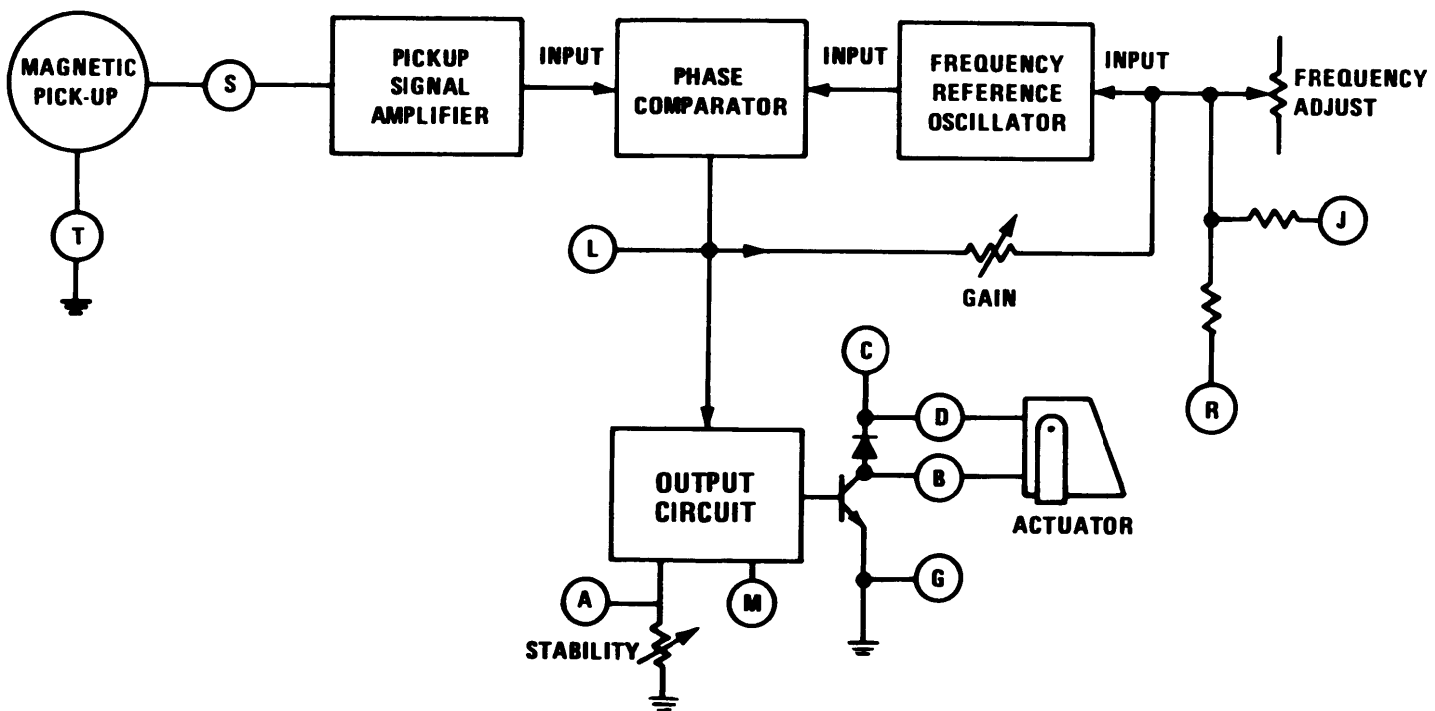 MAGNETIC
PICK-UP
S
PICKUP
SIGNAL
AMPLIFIER
INPUT
PHASE
COMPARATOR
INPUT
FREQUENCY
REFERENCE
OSCILLATOR
INPUT
FREQUENCY
ADJUST
T
L
GAIN
J
R
C
D
B
ACTUATOR
OUTPUT
CIRCUIT
G
A
M
STABILITY